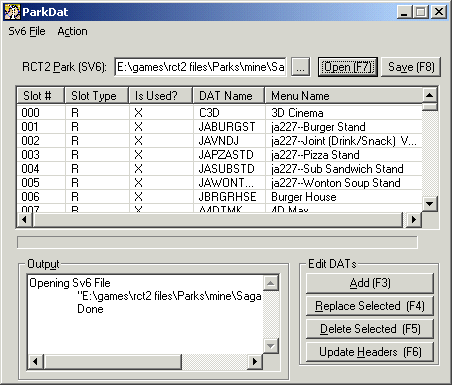 ParkDat
Sv6 File Action
RCT2 Park (SV6): E:\games\rct2 files\Parks\mine\Sa ... Open (F7) Save (F8)
Slot # Slot Type Is Used? DAT Name Menu Name
000 R X C3D 3D Cinema
001 R X JABURGST ja227--Burger Stand
002 R X JAVNDJ ja227--Joint (Drink/Snack) V...
003 R X JAPZASTD ja227--Pizza Stand
004 R X JASUBSTD ja227--Sub Sandwich Stand
005 R X JAWONT... ja227--Wonton Soup Stand
006 R X JBRGRHSE Burger House
007 R X A4DTMK 4D Max
Output
Opening Sv6 File
"E:\games\rct2 files\Parks\mine\Saga
Done
Edit DATs
Add (F3)
Replace Selected (F4)
Delete Selected (F5)
Update Headers (F6)